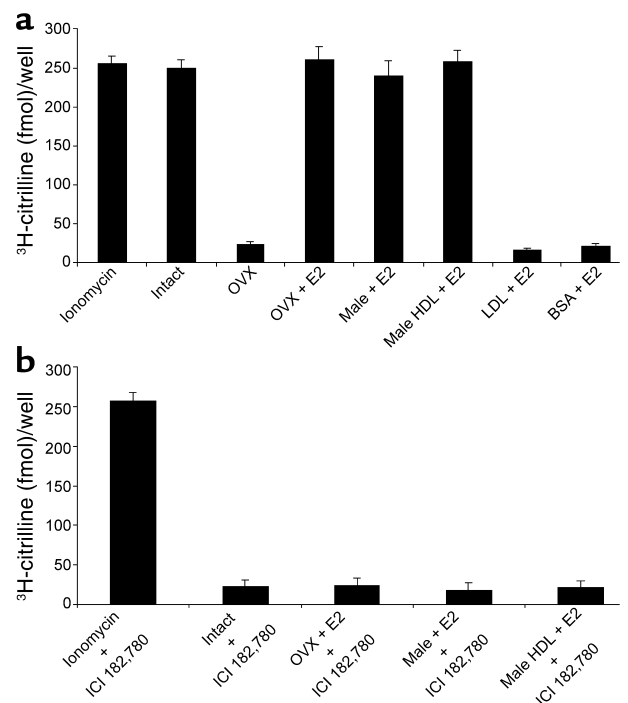 a
300
250
200
150
100
50
0
³H-citrilline (fmol)/well
Ionomycin
Intact
OVX
OVX + E2
Male + E2
Male HDL + E2
LDL + E2
BSA + E2
b
300
250
200
150
100
50
0
³H-citrilline (fmol)/well
Ionomycin
+
ICI 182,780
Intact
+
ICI 182,780
OVX + E2
+
ICI 182,780
Male + E2
+
ICI 182,780
Male HDL + E2
+
ICI 182,780